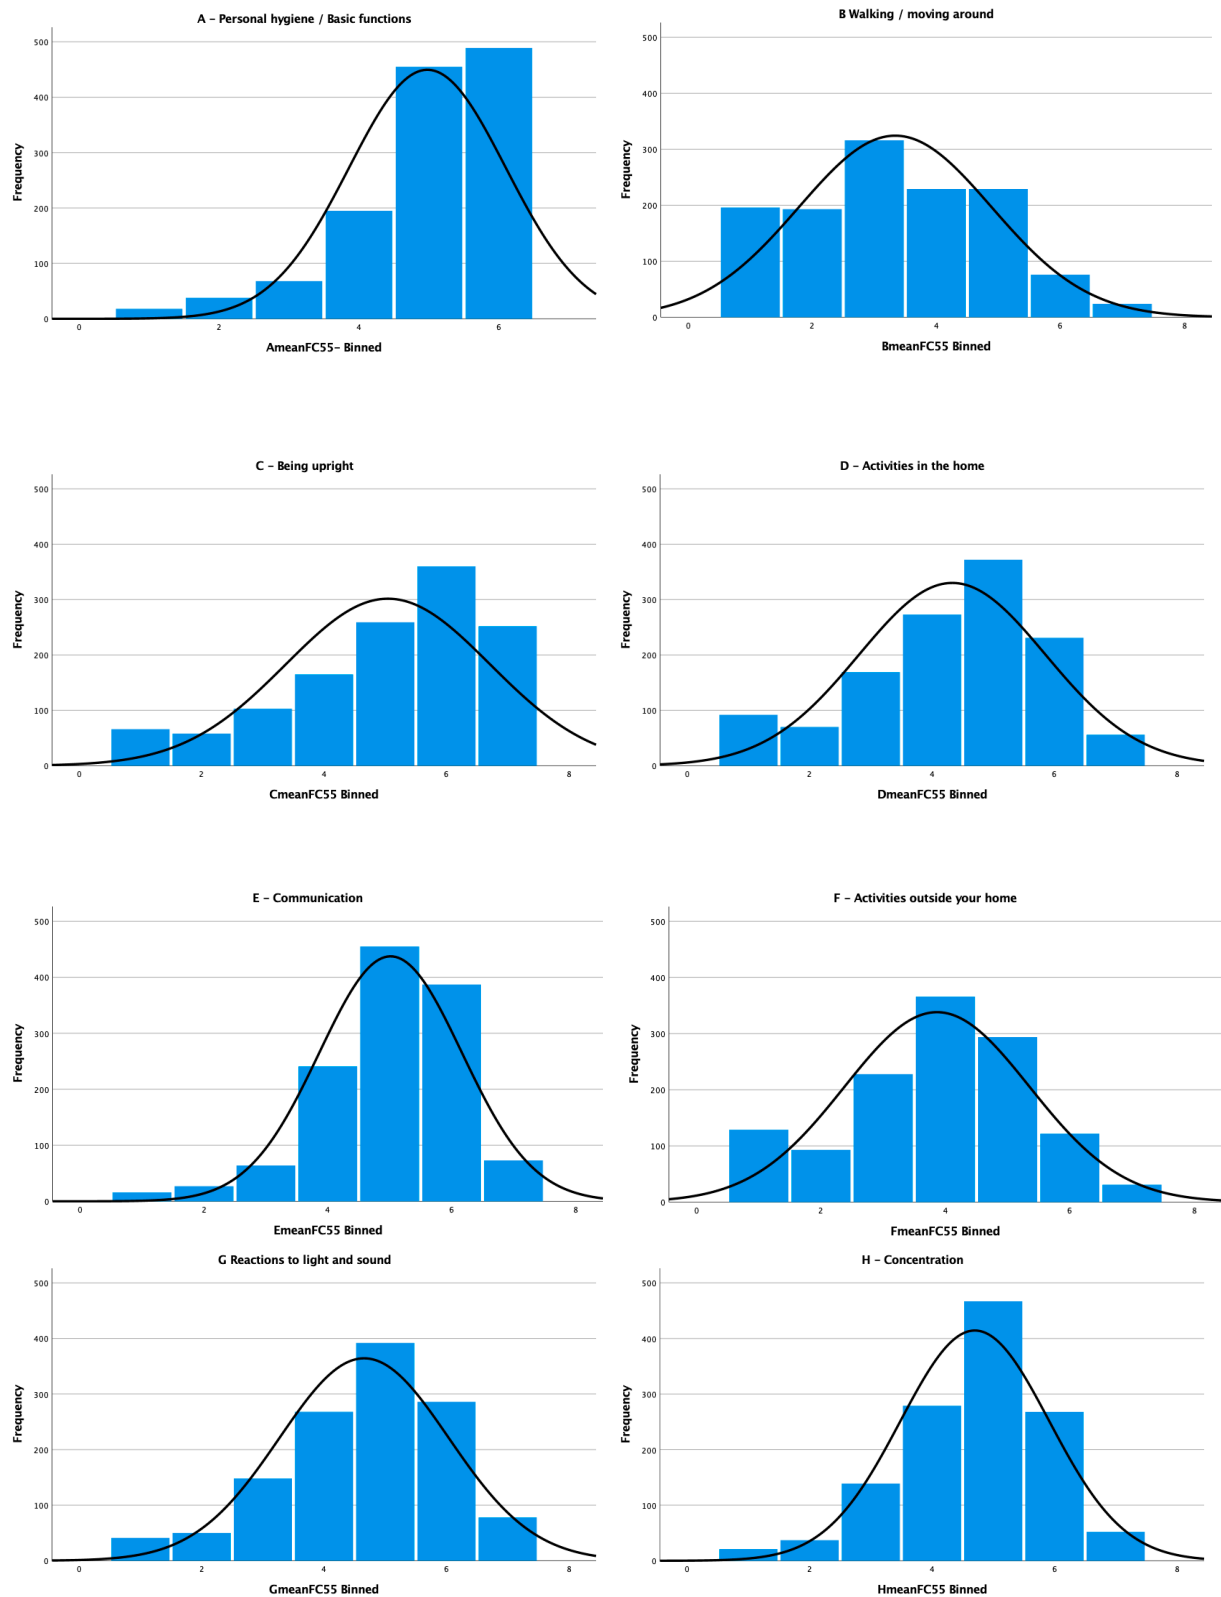 A – Personal hygiene / Basic functions
500
400
300
200
100
0
Frequency
0 2 4 6
AmeanFC55– Binned
B Walking / moving around
500
400
300
200
100
0
Frequency
0 2 4 6 8
BmeanFC55 Binned
C – Being upright
500
400
300
200
100
0
Frequency
0 2 4 6 8
CmeanFC55 Binned
D – Activities in the home
500
400
300
200
100
0
Frequency
0 2 4 6 8
DmeanFC55 Binned
E – Communication
500
400
300
200
100
0
Frequency
0 2 4 6 8
EmeanFC55 Binned
F – Activities outside your home
500
400
300
200
100
0
Frequency
0 2 4 6 8
FmeanFC55 Binned
G Reactions to light and sound
500
400
300
200
100
0
Frequency
0 2 4 6 8
GmeanFC55 Binned
H – Concentration
500
400
300
200
100
0
Frequency
0 2 4 6 8
HmeanFC55 Binned